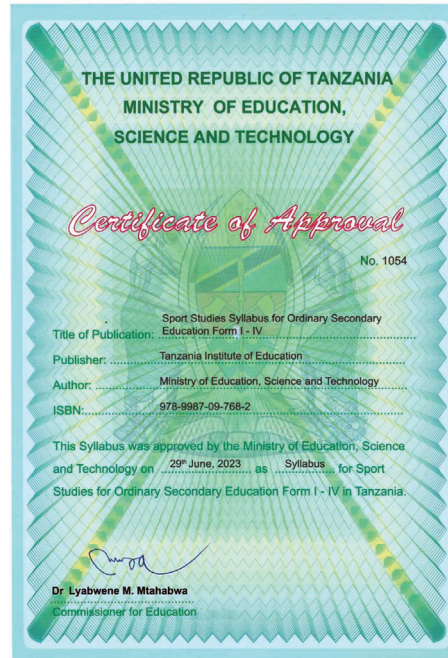 THE UNITED REPUBLIC OF TANZANIA
MINISTRY OF EDUCATION,
SCIENCE AND TECHNOLOGY
Certificate of Approval
No. 1054
Sport Studies Syllabus for Ordinary Secondary
Title of Publication: Education Form I - IV
Publisher: Tanzania Institute of Education
Author: Ministry of Education, Science and Technology
ISBN: 978-9987-09-768-2
This Syllabus was approved by the Ministry of Education, Science
and Technology on 29th June, 2023 as Syllabus for Sport
Studies for Ordinary Secondary Education Form I - IV in Tanzania.
Dr Lyabwene M. Mtahabwa
Commissioner for Education